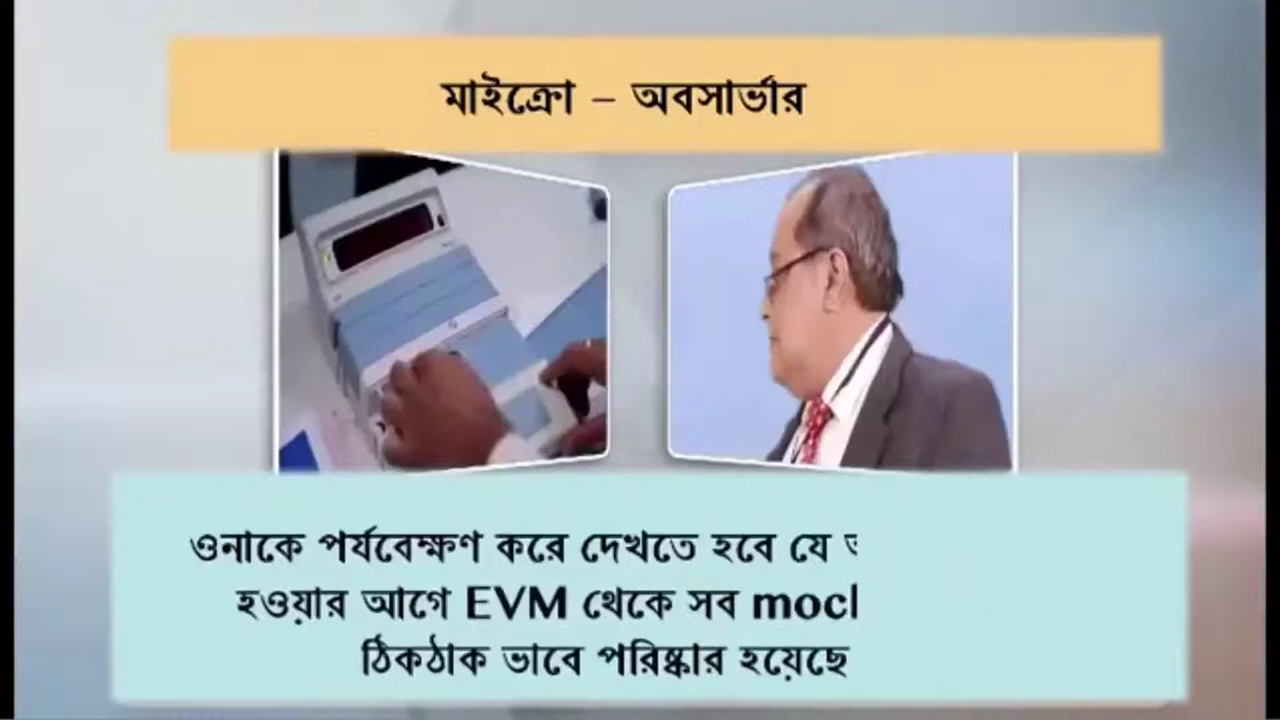 মাইক্রো – অবসার্ভার
ওনাকে পর্যবেক্ষণ করে দেখতে হবে যে
হওয়ার আগে EVM থেকে সব
ঠিকঠাক ভাবে পরিষ্কার হয়েছে